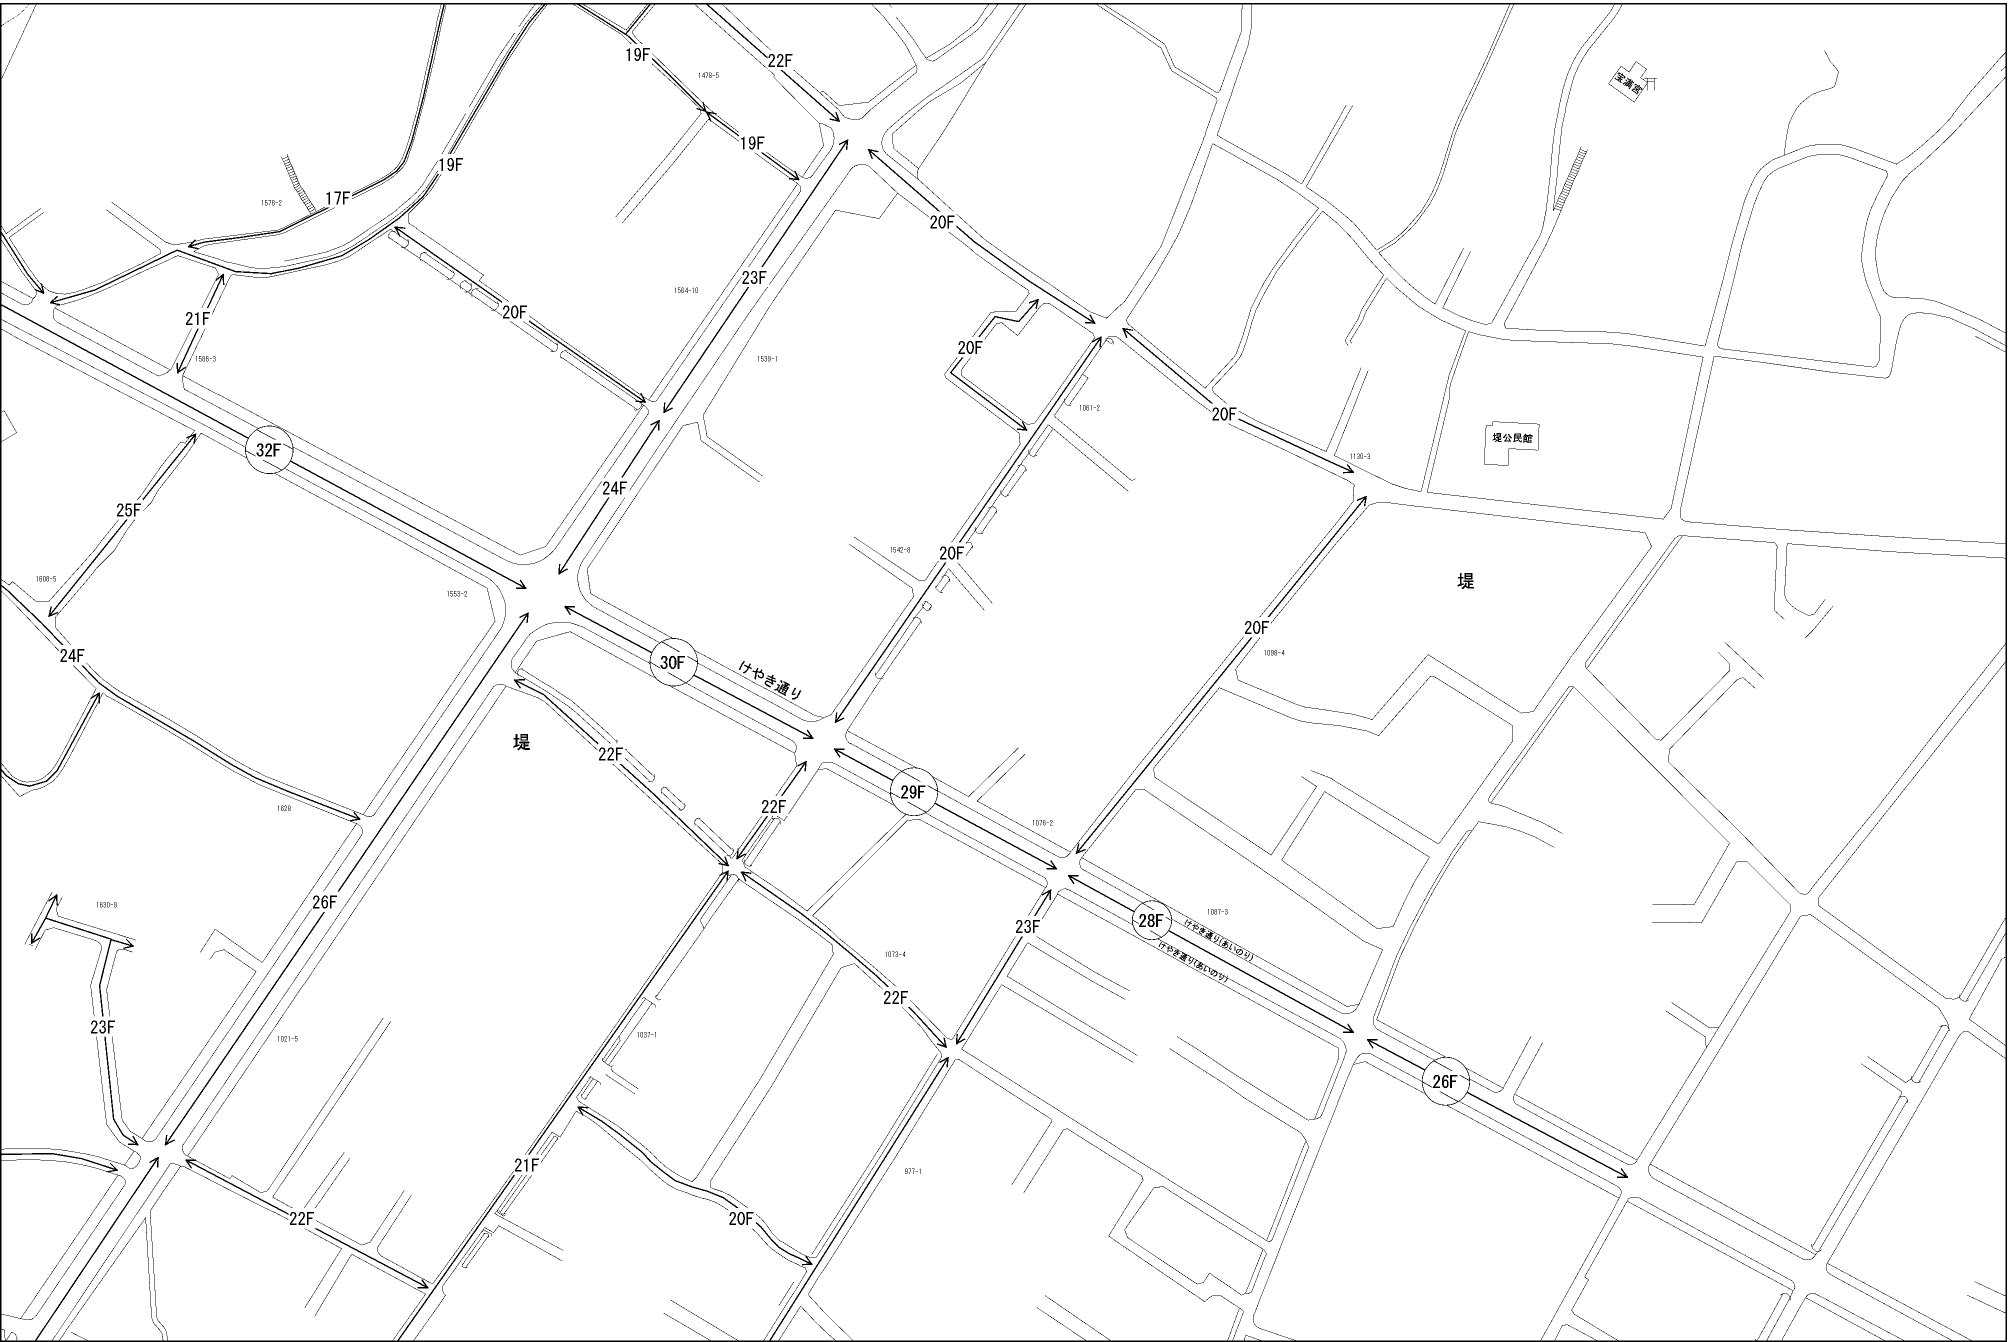 19F
22F
1478-5
宝満宮
19F
19F
17F
1578-2
20F
23F
1564-10
20F
21F
20F
1586-3
1539-1
20F
1061-2
20F
32F
堤公民館
1130-3
24F
25F
1542-8
20F
堤
1608-5
1553-2
20F
24F
30F
1098-4
けやき通り
堤
22F
29F
22F
1628
1076-2
26F
1630-9
28F
1087-3
23F
けやき通り(あいのり)
けやき通り(あいのり)
1073-4
22F
23F
1021-5
1037-1
26F
21F
977-1
22F
20F